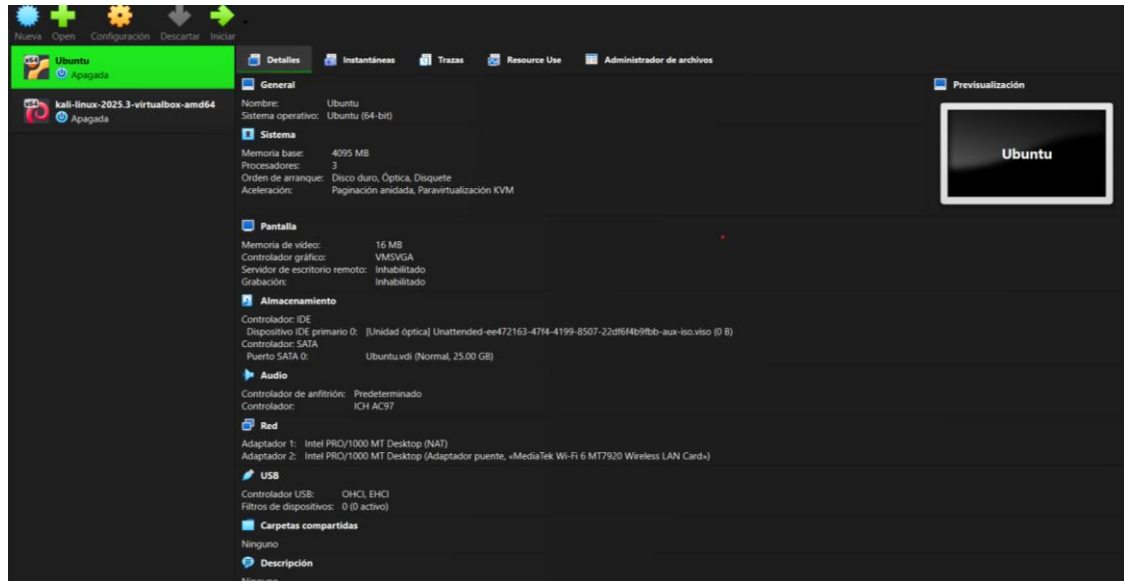 Nueva Open Configuración Descartar Iniciar
Ubuntu
Apagada
kali-linux-2025.3-virtualbox-amd64
Apagada
Detalles Instantáneas Trazas Resource Use Administrador de archivos
General
Nombre: Ubuntu
Sistema operativo: Ubuntu (64-bit)
Sistema
Memoria base: 4095 MB
Procesadores: 3
Orden de arranque: Disco duro, Óptica, Disquete
Aceleración: Paginación anidada, Paravirtualización KVM
Pantalla
Memoria de vídeo: 16 MB
Controlador gráfico: VMSVGA
Servidor de escritorio remoto: Inhabilitado
Grabación: Inhabilitado
Almacenamiento
Controlador: IDE
Dispositivo IDE primario 0: [Unidad óptica] Unattended-ee472163-47f4-4199-8507-22df6f4b9fbb-aux-iso.viso (0 B)
Controlador: SATA
Puerto SATA 0: Ubuntu.vdi (Normal, 25.00 GB)
Audio
Controlador de anfitrión: Predeterminado
Controlador: ICH AC97
Red
Adaptador 1: Intel PRO/1000 MT Desktop (NAT)
Adaptador 2: Intel PRO/1000 MT Desktop (Adaptador puente, «MediaTek Wi-Fi 6 MT7920 Wireless LAN Card»)
USB
Controlador USB: OHCI, EHCI
Filtros de dispositivos: 0 (0 activo)
Carpetas compartidas
Ninguno
Descripción
Ninguno
Previsualización
Ubuntu